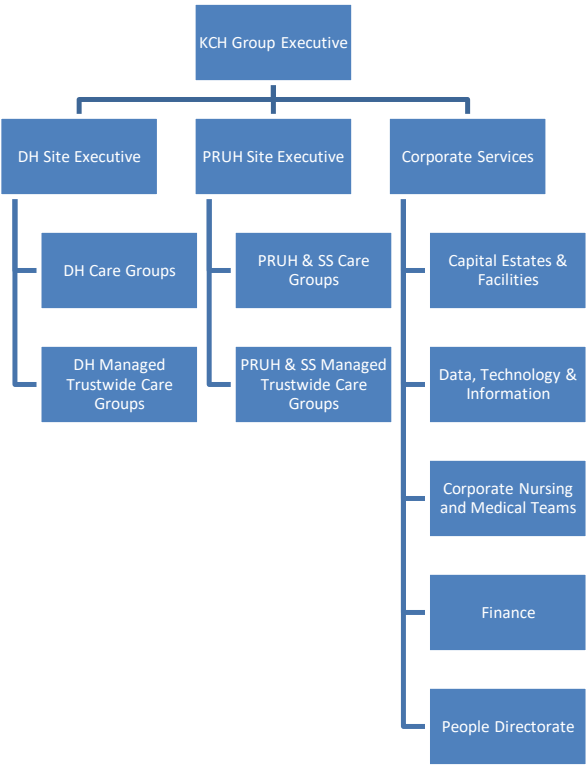 KCH Group Executive
DH Site Executive
PRUH Site Executive
Corporate Services
DH Care Groups
PRUH & SS Care
Groups
Capital Estates &
Facilities
DH Managed
Trustwide Care
Groups
PRUH & SS Managed
Trustwide Care
Groups
Data, Technology &
Information
Corporate Nursing
and Medical Teams
Finance
People Directorate